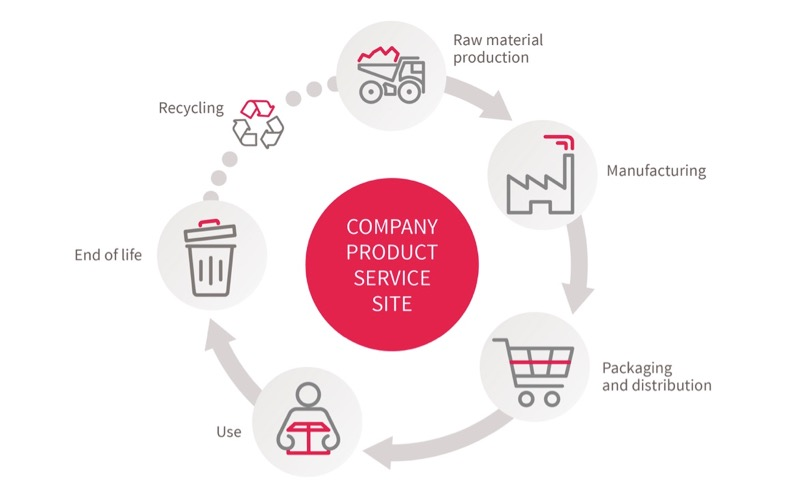 Raw material
production
Recycling
Manufacturing
COMPANY
PRODUCT
SERVICE
SITE
End of life
Packaging
and distribution
Use